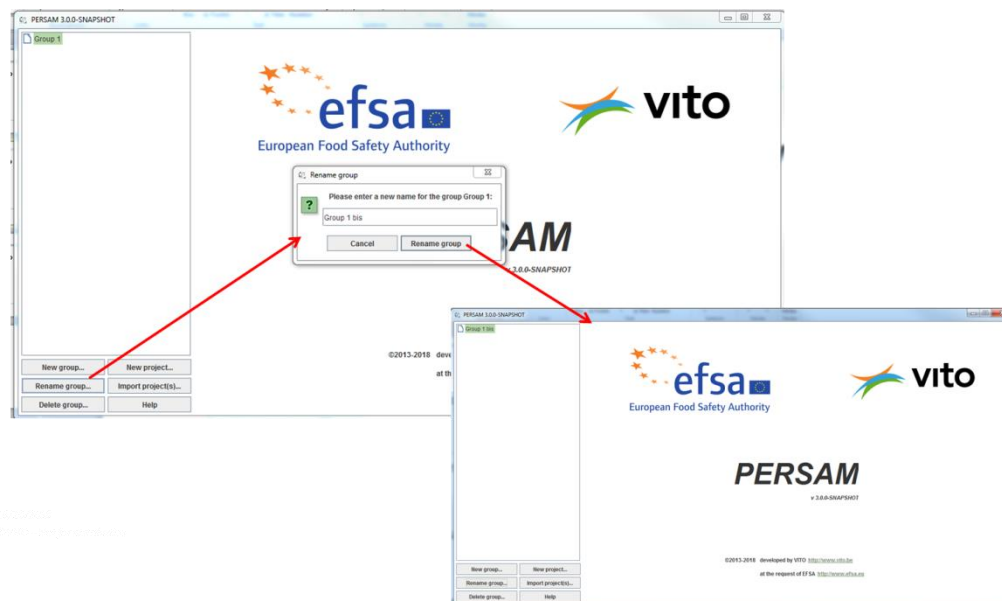 PERSAM 3.0.0-SNAPSHOT
Group 1
efsa
European Food Safety Authority
vito
Rename group
Please enter a new name for the group Group 1:
?
Group 1 bis
Cancel
Rename group
SAM
3.0.0-SNAPSHOT
©2013-2018
at th
New group...
New project...
Rename group...
Import project(s)...
Delete group...
Help
PERSAM 3.0.0-SNAPSHOT
Group 1 bis
efsa
European Food Safety Authority
vito
PERSAM
v 3.0.0-SNAPSHOT
©2013-2018 developed by VITO http://www.vito.be
at the request of EFSA http://www.efsa.eu
New group...
New project...
Rename group...
Import project(s)...
Delete group...
Help